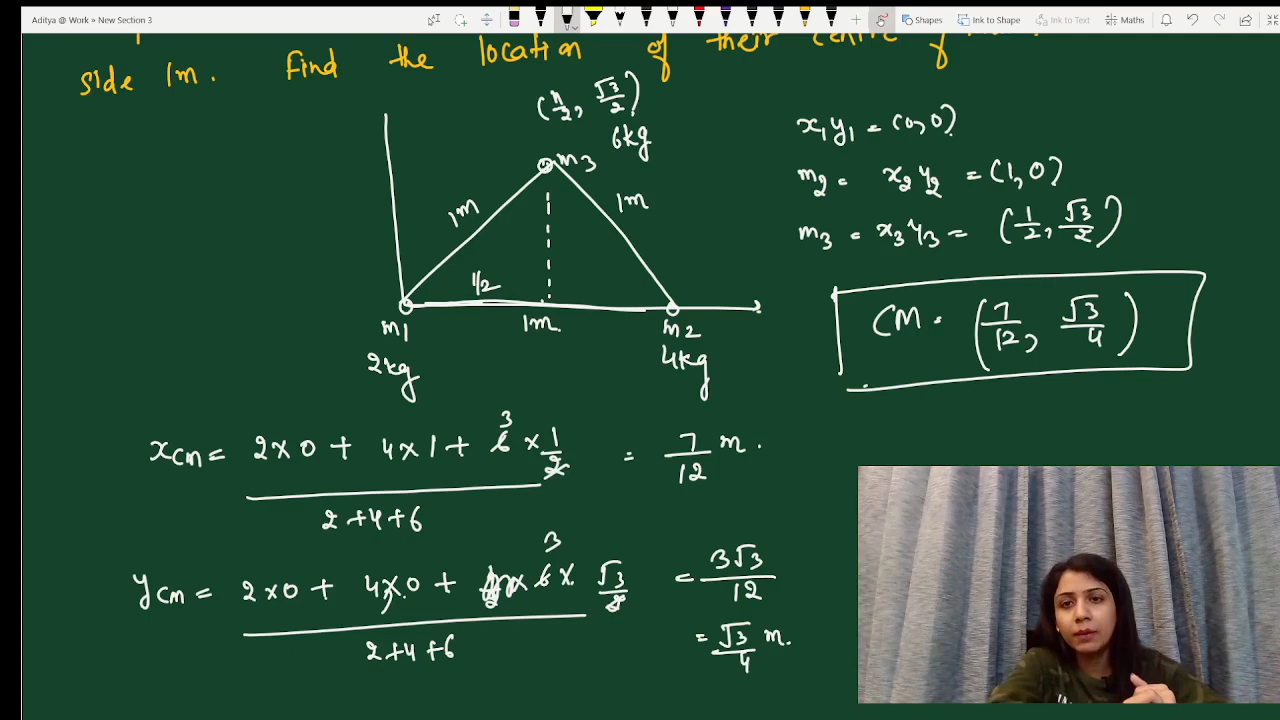 Aditya @ Work » New Section 3
Shapes Ink to Shape Ink to Text Maths
side 1m. Find the location of their centre of
(1/2, √3/2)
6kg
m3
1m
1m
1/2
1m.
m1
2kg
m2
4kg
x₁y₁ = (0,0)
m₂ = x₂y₂ = (1,0)
m₃ = x₃y₃ = (1/2, √3/2)
CM = (7/12, √3/4)
xcm = 2×0 + 4×1 + 6 × 1/2 = 7/12 m.
3
2+4+6
ycm = 2×0 + 4×0 + 6 × √3/2 = 3√3/12
3
2+4+6
= √3/4 m.